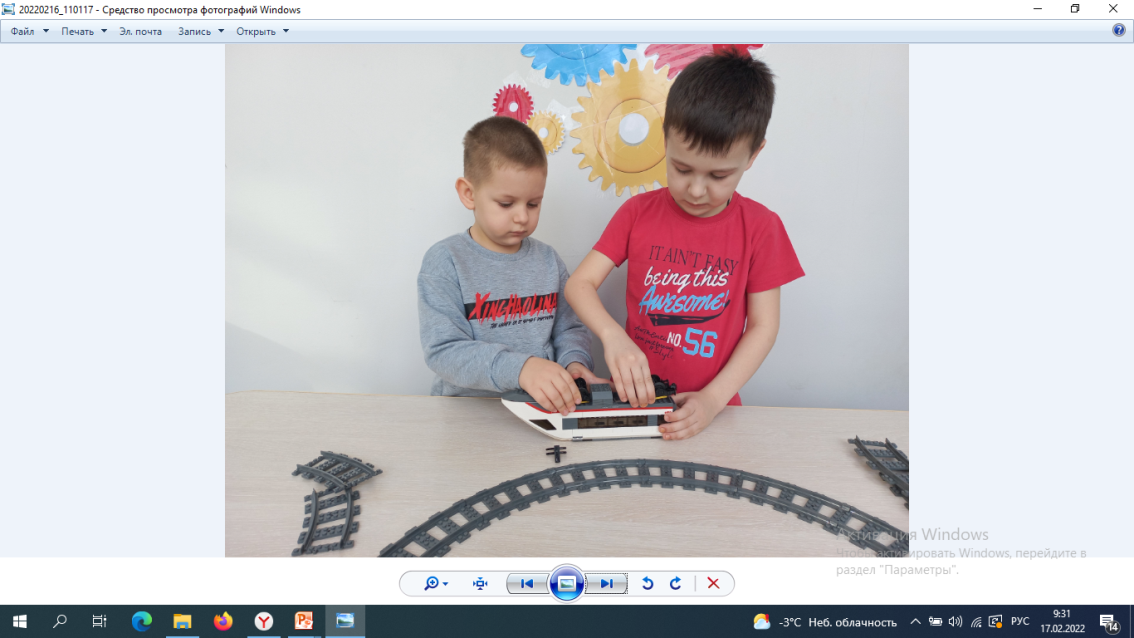 20220216_110117 - Средство просмотра фотографий Windows
Файл Печать Эл. почта Запись Открыть
IT AIN'T EASY
being this
AWESOME!
NO. 56
XINGHAOLINA
Активация Windows
Чтобы активировать Windows, перейдите в
раздел "Параметры".
-3°C Неб. облачность
РУС
9:31
17.02.2022
14